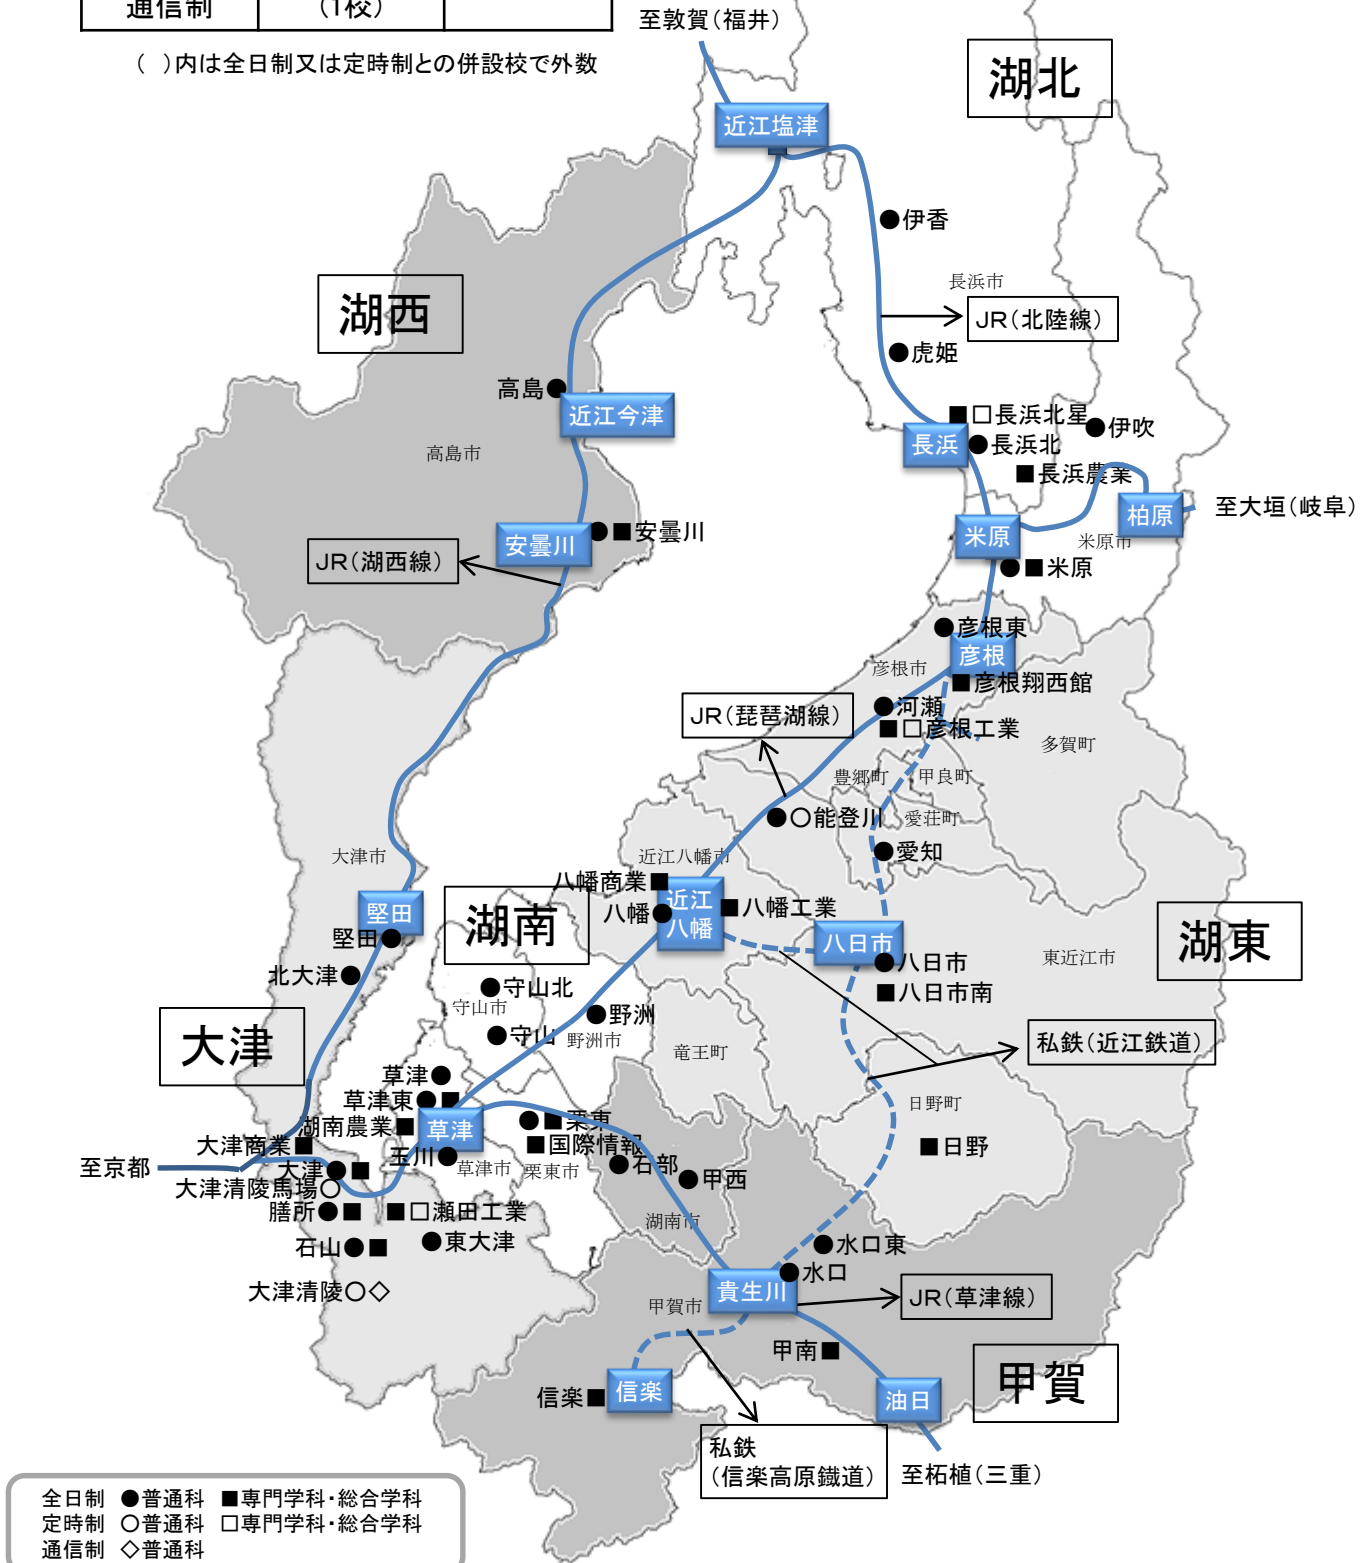 通信制 （1校）
（ ）内は全日制又は定時制との併設校で外数
至敦賀（福井）
湖北
近江塩津
●伊香
長浜市
JR（北陸線）
湖西
●虎姫
高島●
近江今津
■□長浜北星
●伊吹
長浜
●長浜北
高島市
■長浜農業
至大垣（岐阜）
柏原
米原
米原市
安曇川
●■安曇川
JR（湖西線）
●■米原
●彦根東
彦根
彦根市
■彦根翔西館
JR（琵琶湖線）
●河瀬
■□彦根工業
多賀町
豊郷町
甲良町
●○能登川
愛荘町
●愛知
大津市
近江八幡市
八幡商業■
近江
八幡
八幡●
■八幡工業
堅田
堅田●
湖南
八日市
湖東
●八日市
東近江市
北大津●
■八日市南
●守山北
守山市
●野洲
●守山
野洲市
大津
竜王町
私鉄（近江鉄道）
草津●
草津東●■
日野町
湖南農業■
草津
●■栗東
大津商業■
■国際情報
■日野
玉川●
草津市
栗東市
●石部
至京都
大津●■
●甲西
大津清陵馬場○
膳所●■
■□瀬田工業
湖南市
石山●■
●東大津
●水口東
●水口
大津清陵○◇
貴生川
甲賀市
JR（草津線）
甲南■
甲賀
信楽■
信楽
油日
私鉄
（信楽高原鐵道）
至柘植（三重）
全日制 ●普通科 ■専門学科・総合学科
定時制 ○普通科 □専門学科・総合学科
通信制 ◇普通科